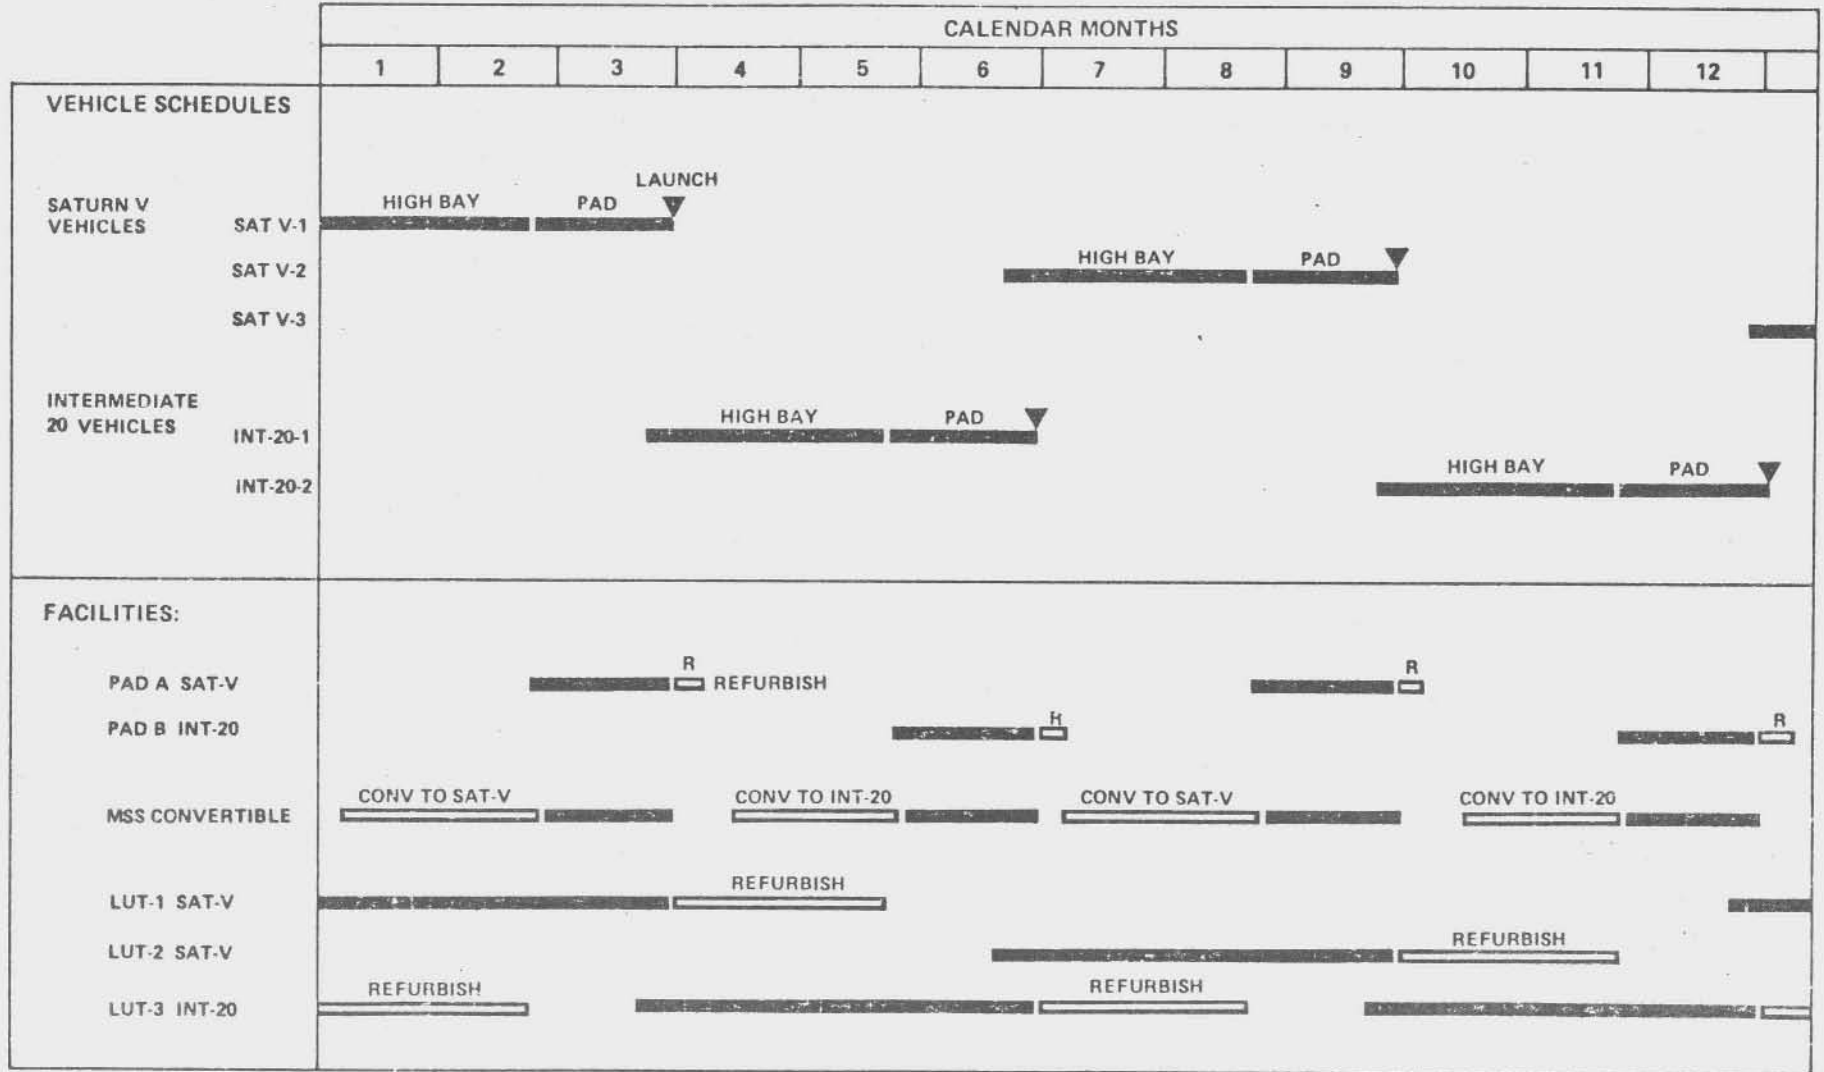 CALENDAR MONTHS
1 2 3 4 5 6 7 8 9 10 11 12
VEHICLE SCHEDULES
LAUNCH
SATURN V
VEHICLES
HIGH BAY PAD
SAT V-1
HIGH BAY PAD
SAT V-2
SAT V-3
INTERMEDIATE
20 VEHICLES
HIGH BAY PAD
INT-20-1
HIGH BAY PAD
INT-20-2
FACILITIES:
R R
PAD A SAT-V REFURBISH
R R
PAD B INT-20
CONV TO SAT-V CONV TO INT-20 CONV TO SAT-V CONV TO INT-20
MSS CONVERTIBLE
REFURBISH
LUT-1 SAT-V
REFURBISH
LUT-2 SAT-V
REFURBISH REFURBISH
LUT-3 INT-20